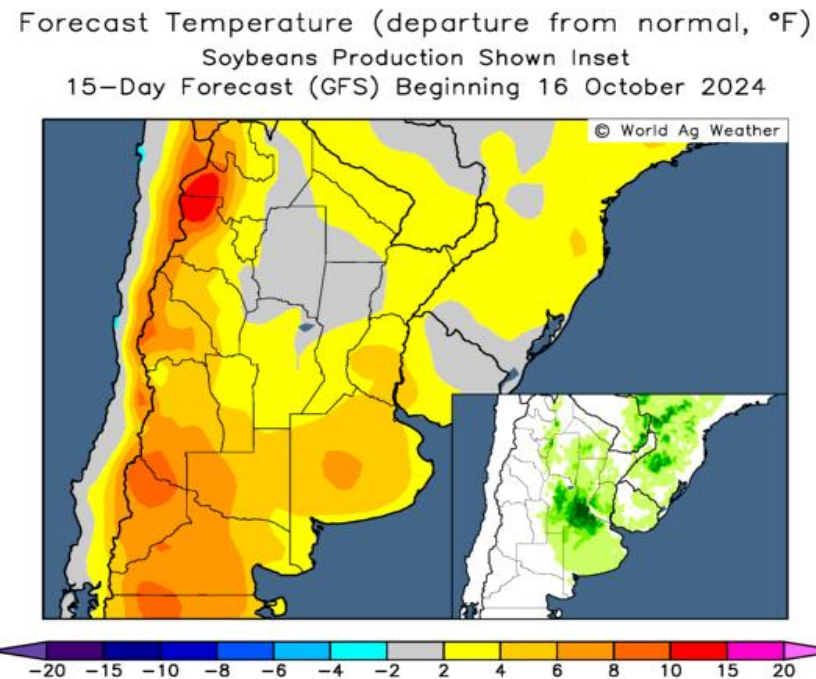 Forecast Temperature (departure from normal, °F)
Soybeans Production Shown Inset
15-Day Forecast (GFS) Beginning 16 October 2024
© World Ag Weather
-20 -15 -10 -8 -6 -4 -2 2 4 6 8 10 15 20